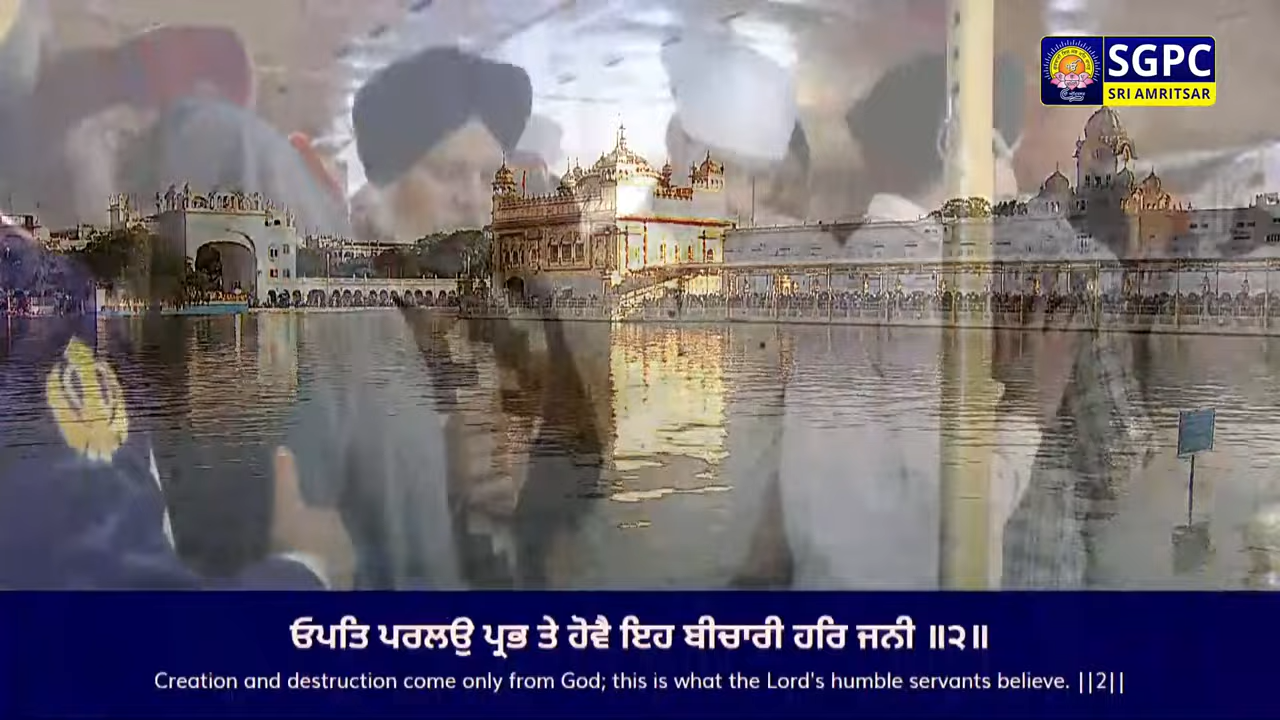 SGPC
SRI AMRITSAR
ਓਪਤਿ ਪਰਲਉ ਪ੍ਰਭ ਤੇ ਹੋਵੈ ਇਹ ਬੀਚਾਰੀ ਹਰਿ ਜਨੀ ॥੨॥
Creation and destruction come only from God; this is what the Lord's humble servants believe. ||2||